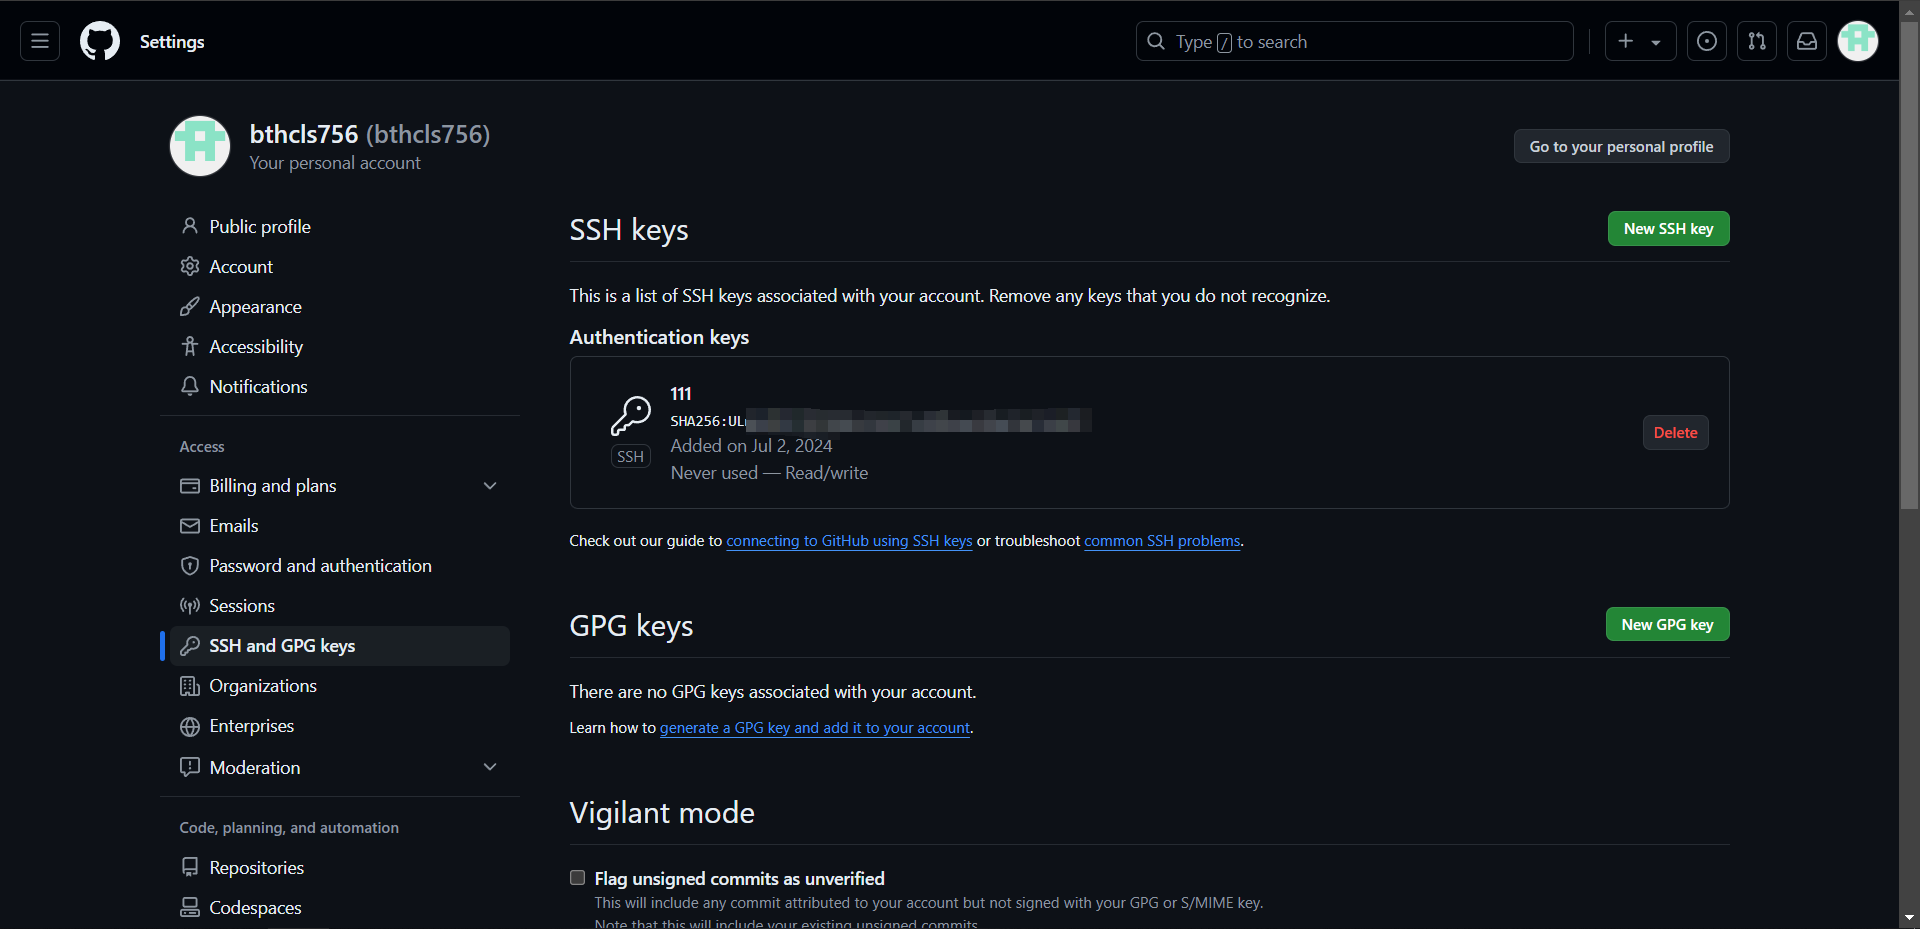 Settings
Type / to search
bthcls756 (bthcls756)
Your personal account
Go to your personal profile
Public profile
Account
Appearance
Accessibility
Notifications
Access
Billing and plans
Emails
Password and authentication
Sessions
SSH and GPG keys
Organizations
Enterprises
Moderation
Code, planning, and automation
Repositories
Codespaces
SSH keys
New SSH key
This is a list of SSH keys associated with your account. Remove any keys that you do not recognize.
Authentication keys
111
SHA256:UL
Added on Jul 2, 2024
Never used — Read/write
SSH
Delete
Check out our guide to connecting to GitHub using SSH keys or troubleshoot common SSH problems.
GPG keys
New GPG key
There are no GPG keys associated with your account.
Learn how to generate a GPG key and add it to your account.
Vigilant mode
Flag unsigned commits as unverified
This will include any commit attributed to your account but not signed with your GPG or S/MIME key.
Note that this will include your existing unsigned commits.